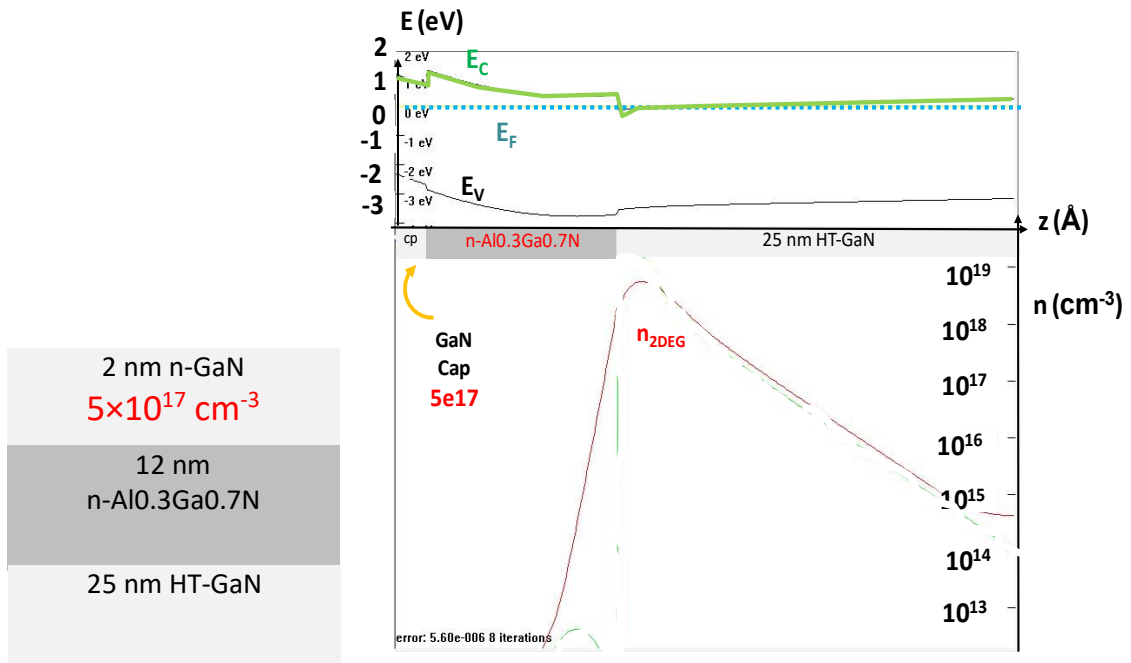 E (eV)
2
1
0
-1
-2
-3
2 eV
1 eV
0 eV
-1 eV
-2 eV
-3 eV
E_C
E_F
E_V
z (Å)
cp
n-Al0.3Ga0.7N
25 nm HT-GaN
10^19
10^18
10^17
10^16
10^15
10^14
10^13
n (cm^-3)
n_2DEG
GaN
Cap
5e17
error: 5.60e-006 8 iterations
2 nm n-GaN
5×10^17 cm^-3
12 nm
n-Al0.3Ga0.7N
25 nm HT-GaN